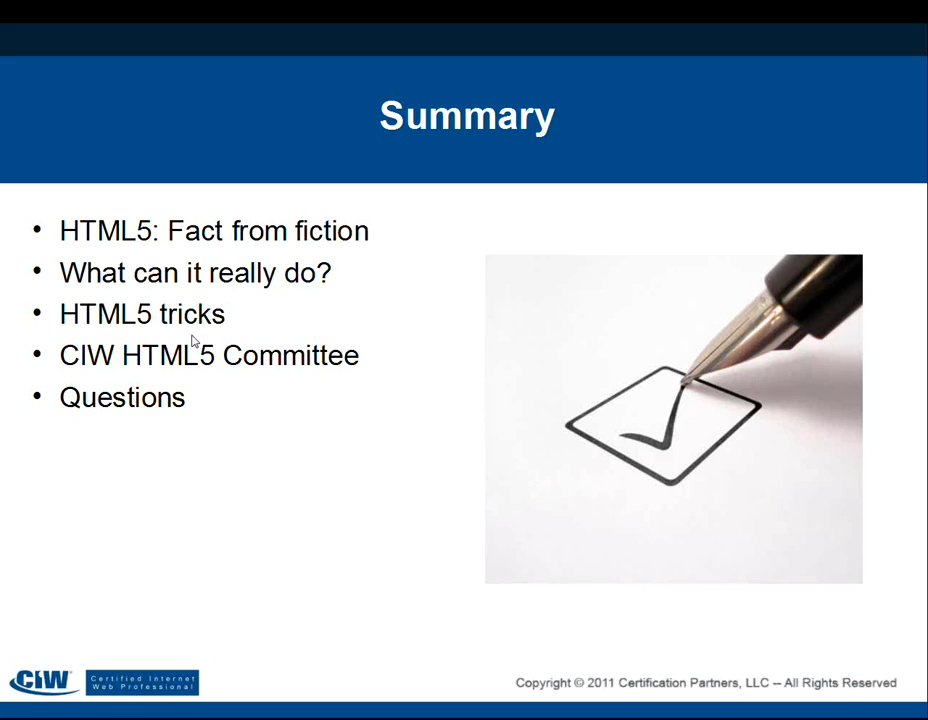 Summary
• HTML5: Fact from fiction
• What can it really do?
• HTML5 tricks
• CIW HTML5 Committee
• Questions
CIW
Certified Internet
Web Professional
Copyright © 2011 Certification Partners, LLC -- All Rights Reserved